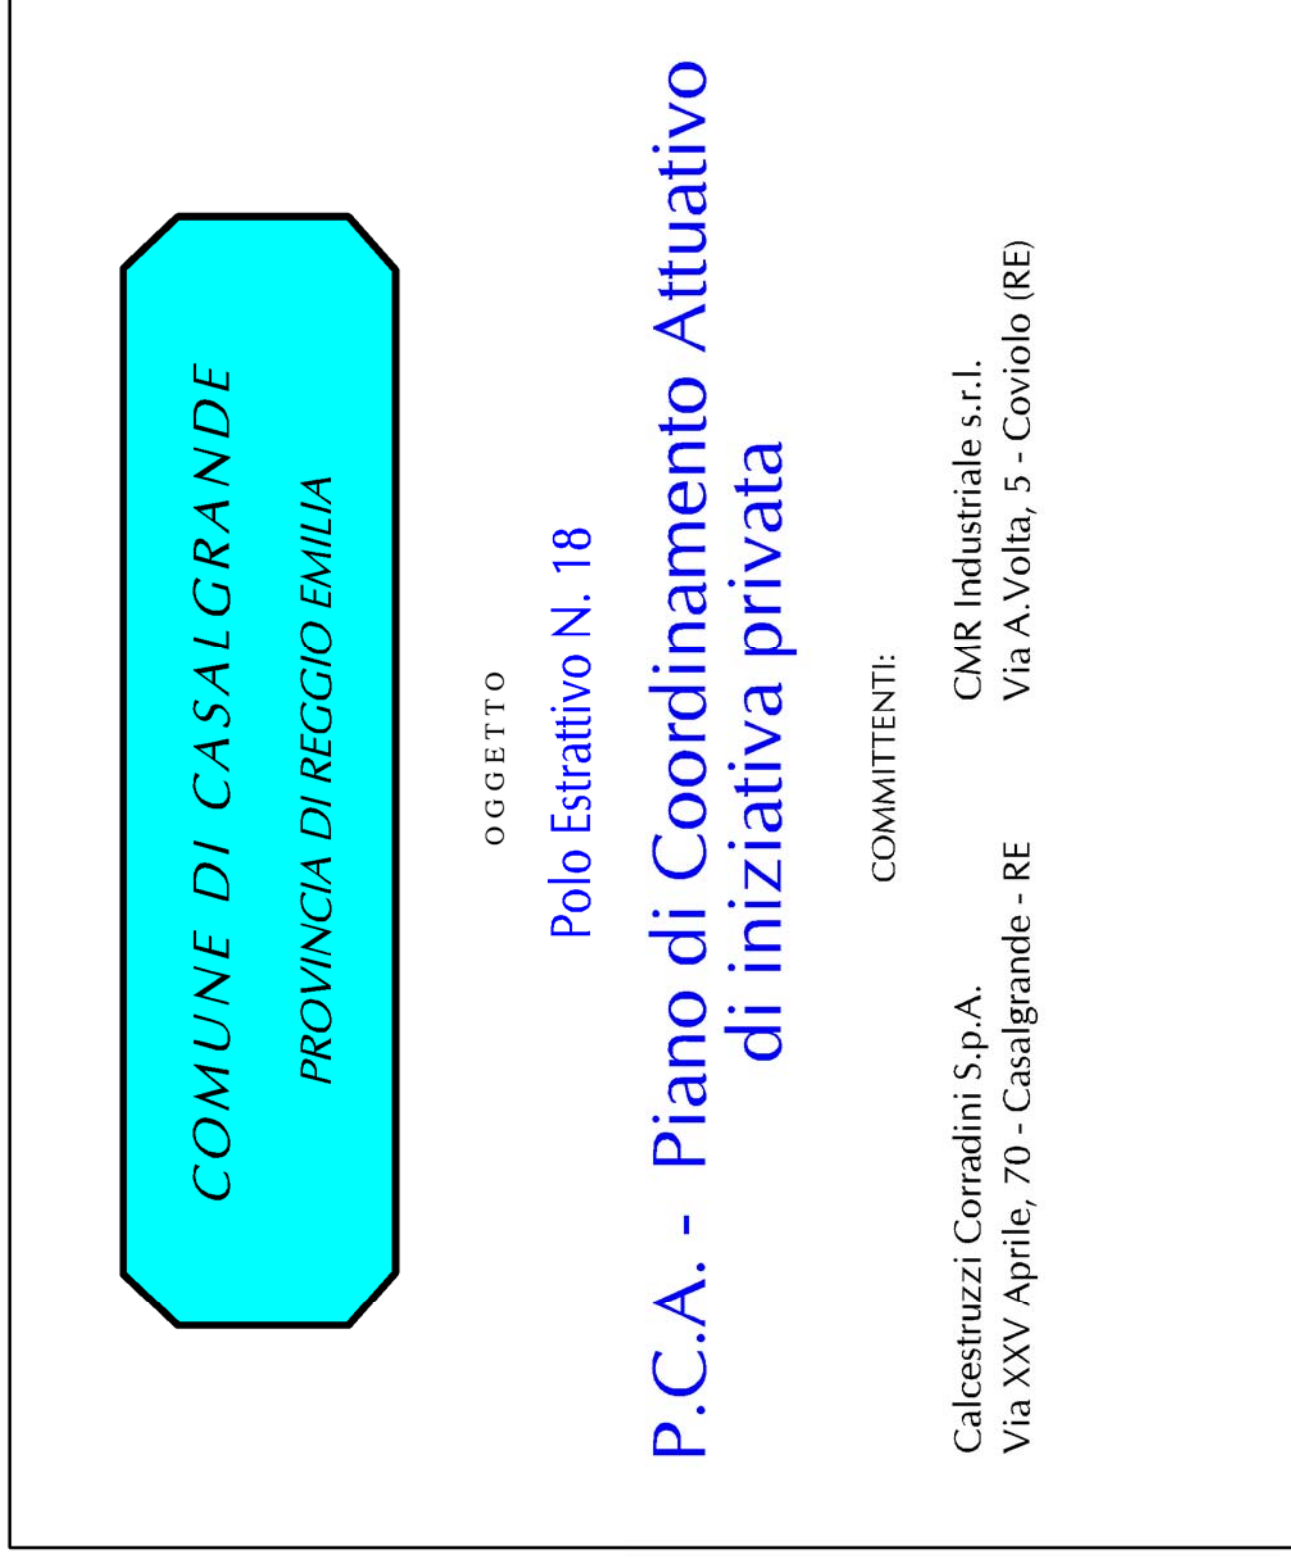 COMUNE DI CASALGRANDE
PROVINCIA DI REGGIO EMILIA
OGGETTO
Polo Estrattivo N. 18
P.C.A. - Piano di Coordinamento Attuativo
di iniziativa privata
COMMITTENTI:
Calcestruzzi Corradini S.p.A.
Via XXV Aprile, 70 - Casalgrande - RE
CMR Industriale s.r.l.
Via A.Volta, 5 - Coviolo (RE)